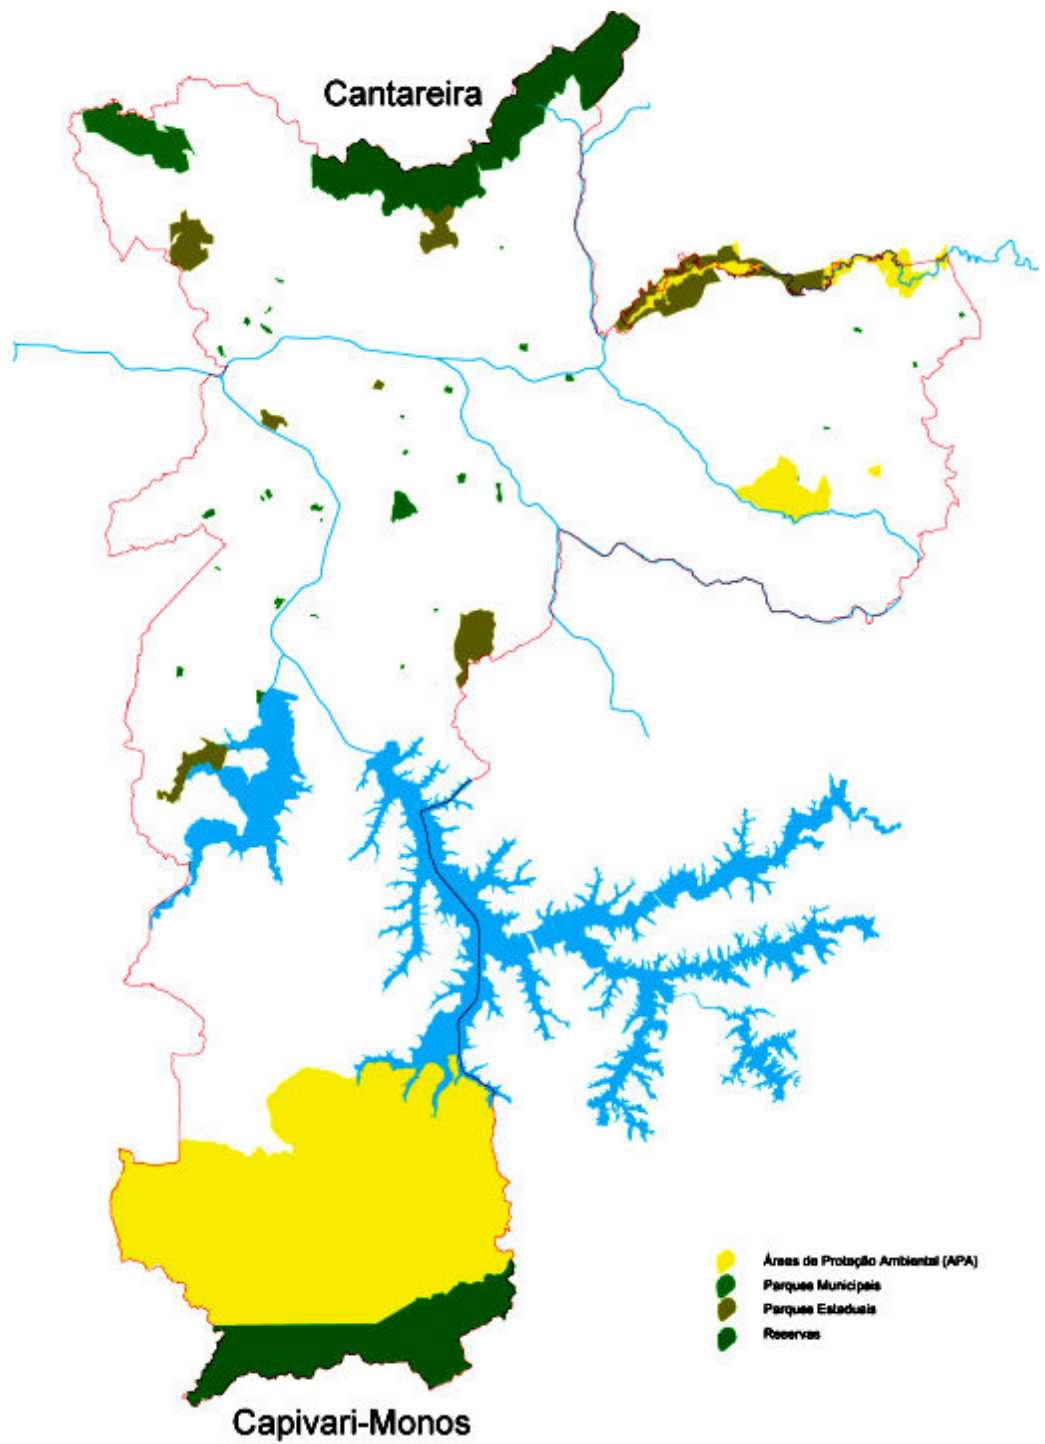 Cantareira
Áreas de Proteção Ambiental (APA)
Parques Municipais
Parques Estaduais
Reservas
Capivari-Monos